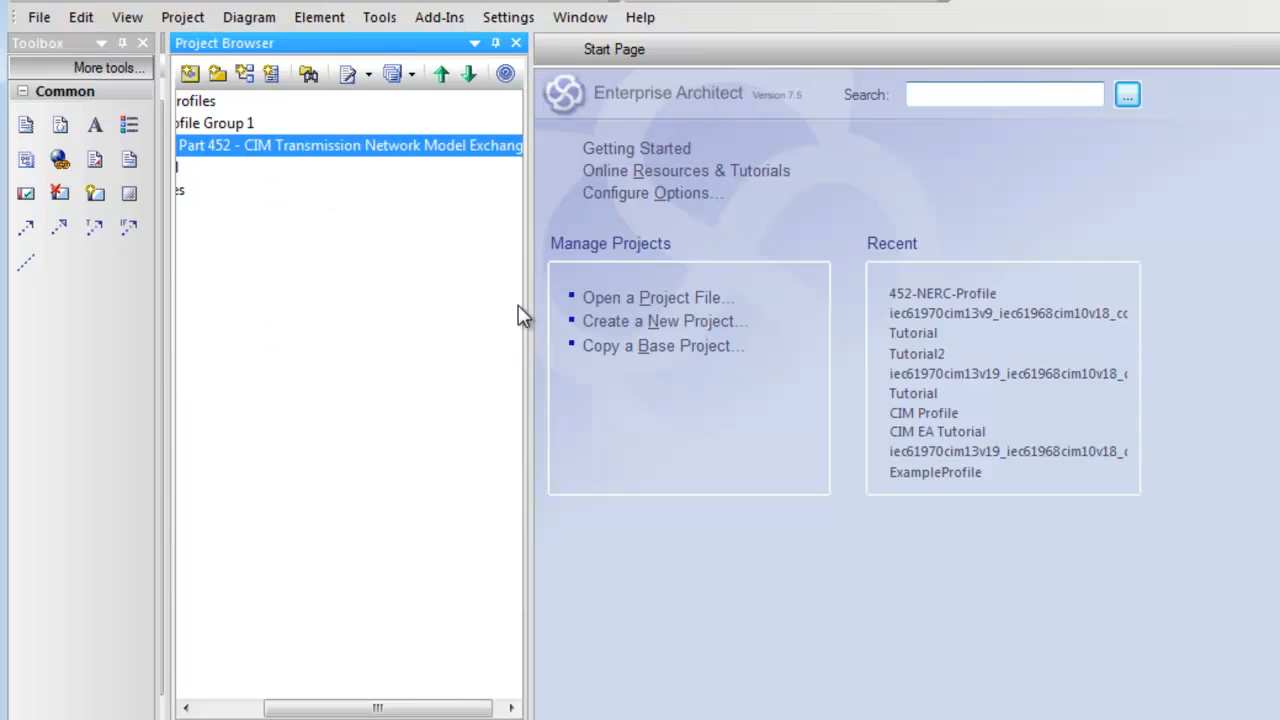 File Edit View Project Diagram Element Tools Add-Ins Settings Window Help
Toolbox
More tools...
Common
A
T
IF
Project Browser
rofiles
ofile Group 1
Part 452 - CIM Transmission Network Model Exchang
l
es
Start Page
Enterprise Architect Version 7.5
Search:
...
Getting Started
Online Resources & Tutorials
Configure Options...
Manage Projects
Open a Project File...
Create a New Project...
Copy a Base Project...
Recent
452-NERC-Profile
iec61970cim13v9_iec61968cim10v18_cc
Tutorial
Tutorial2
iec61970cim13v19_iec61968cim10v18_c
Tutorial
CIM Profile
CIM EA Tutorial
iec61970cim13v19_iec61968cim10v18_c
ExampleProfile